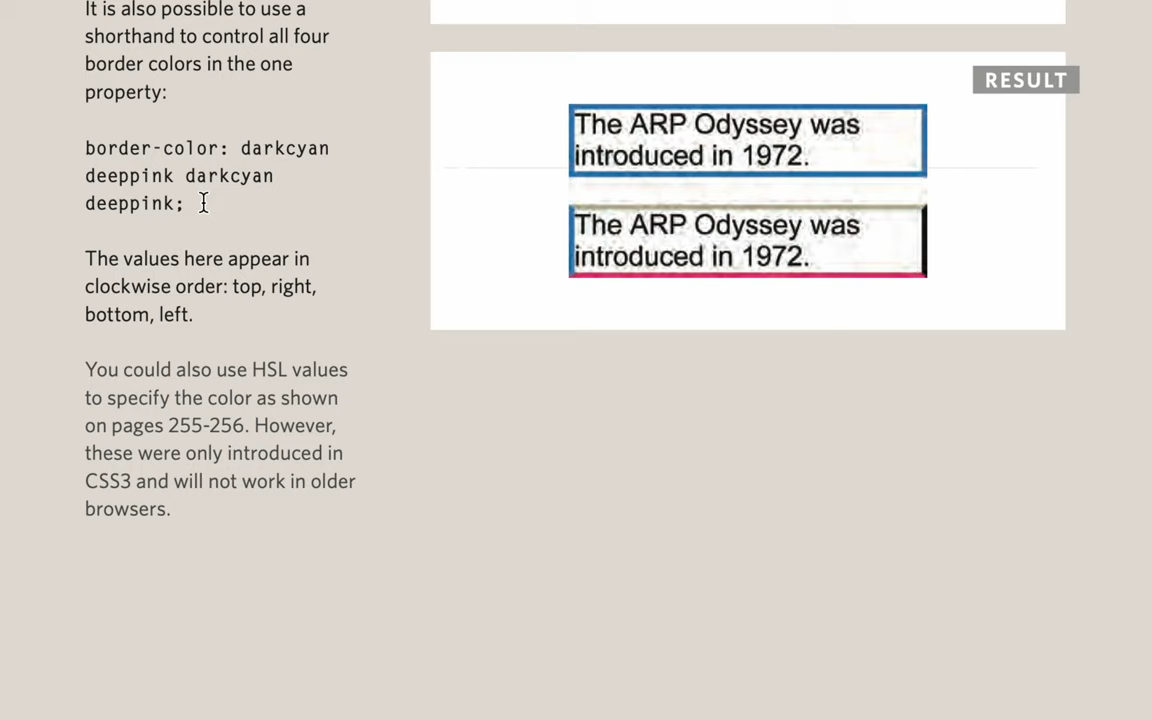 It is also possible to use a
shorthand to control all four
border colors in the one
property:
border-color: darkcyan
deeppink darkcyan
deeppink;
The values here appear in
clockwise order: top, right,
bottom, left.
You could also use HSL values
to specify the color as shown
on pages 255-256. However,
these were only introduced in
CSS3 and will not work in older
browsers.
RESULT
The ARP Odyssey was
introduced in 1972.
The ARP Odyssey was
introduced in 1972.